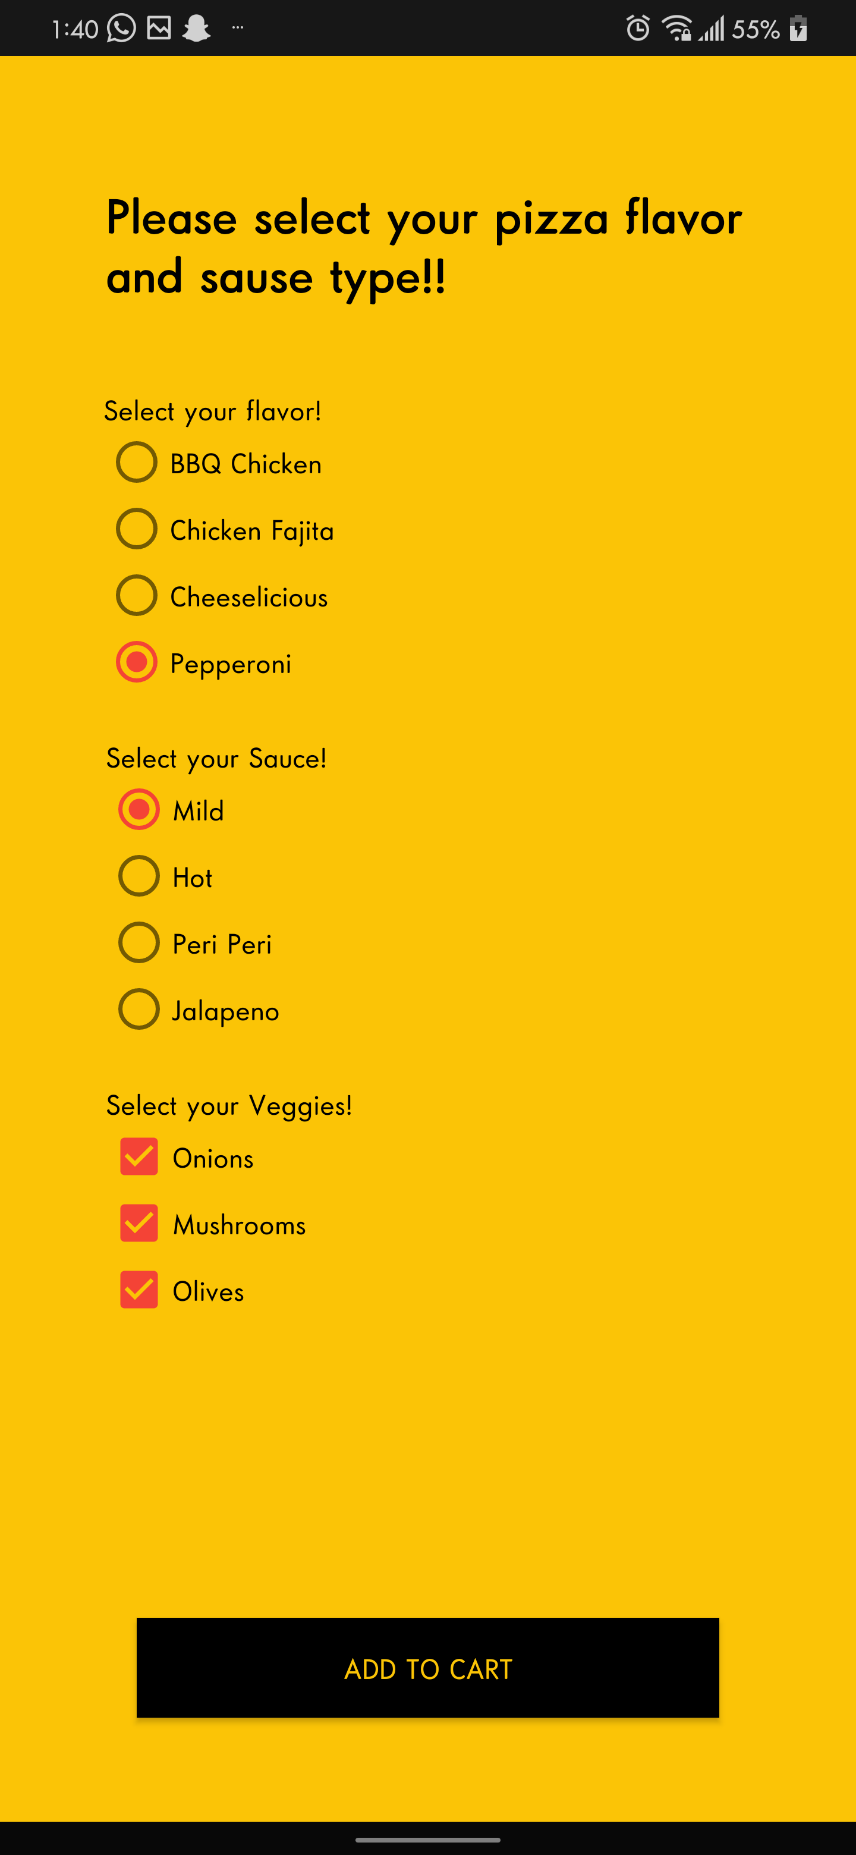 1:40 ... 55%
Please select your pizza flavor
and sause type!!
Select your flavor!
BBQ Chicken
Chicken Fajita
Cheeselicious
Pepperoni
Select your Sauce!
Mild
Hot
Peri Peri
Jalapeno
Select your Veggies!
Onions
Mushrooms
Olives
ADD TO CART